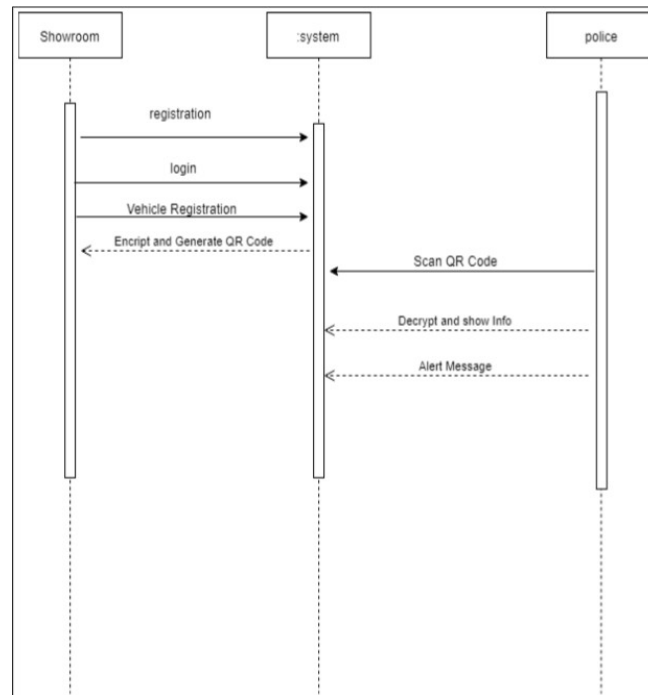 Showroom
:system
police
registration
login
Vehicle Registration
Encript and Generate QR Code
Scan QR Code
Decrypt and show Info
Alert Message